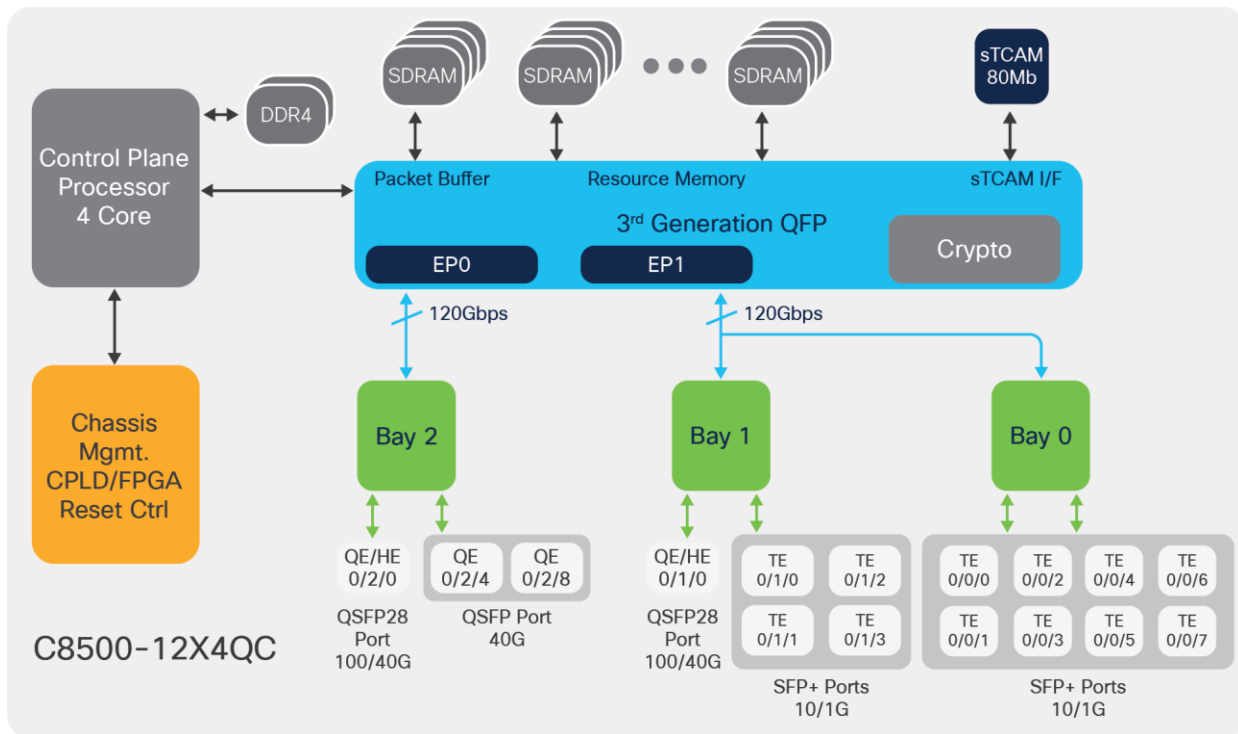 SDRAM
SDRAM
SDRAM
sTCAM
80Mb
DDR4
Control Plane
Processor
4 Core
Packet Buffer
Resource Memory
sTCAM I/F
3rd Generation QFP
EP0
EP1
Crypto
120Gbps
120Gbps
Chassis
Mgmt.
CPLD/FPGA
Reset Ctrl
Bay 2
Bay 1
Bay 0
QE/HE
0/2/0
QSFP28
Port
100/40G
QE
0/2/4
QE
0/2/8
QSFP Port
40G
QE/HE
0/1/0
QSFP28
Port
100/40G
TE
0/1/0
TE
0/1/2
TE
0/1/1
TE
0/1/3
SFP+ Ports
10/1G
TE
0/0/0
TE
0/0/2
TE
0/0/4
TE
0/0/6
TE
0/0/1
TE
0/0/3
TE
0/0/5
TE
0/0/7
SFP+ Ports
10/1G
C8500-12X4QC